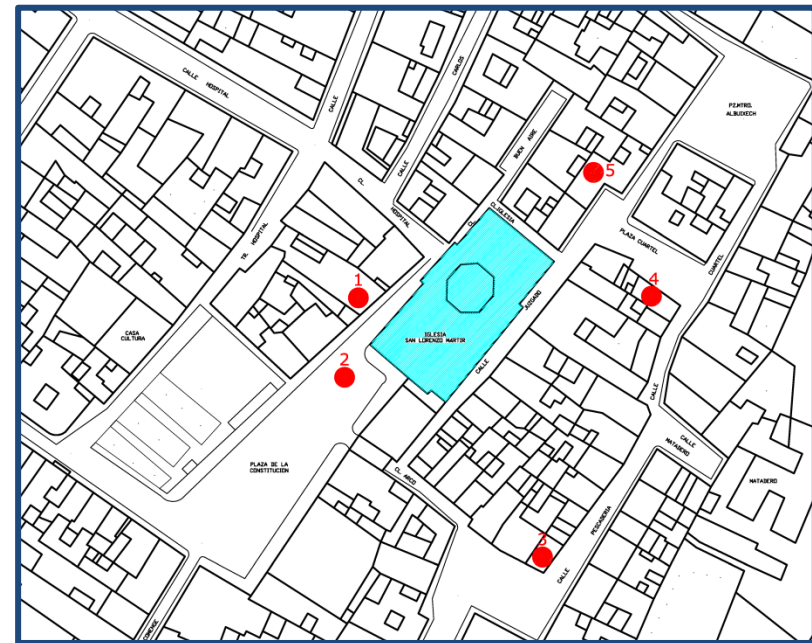 CALLE HOSPITAL
CALLE
CARLOS
CALLE
BUEN AIRE
PZ.MTRO.
ALBUIXECH
CL.
HOSPITAL
TR. HOSPITAL
CL.
CL.IGLESIA
5
PLAZA CUARTEL
CUARTEL
4
1
JUZGADO
CASA
CULTURA
IGLESIA
SAN LORENZO MARTIR
CALLE
2
CALLE
CALLE
MATADERO
PLAZA DE LA
CONSTITUCION
CL. ARCO
MATADERO
PESCADERIA
3
CALLE